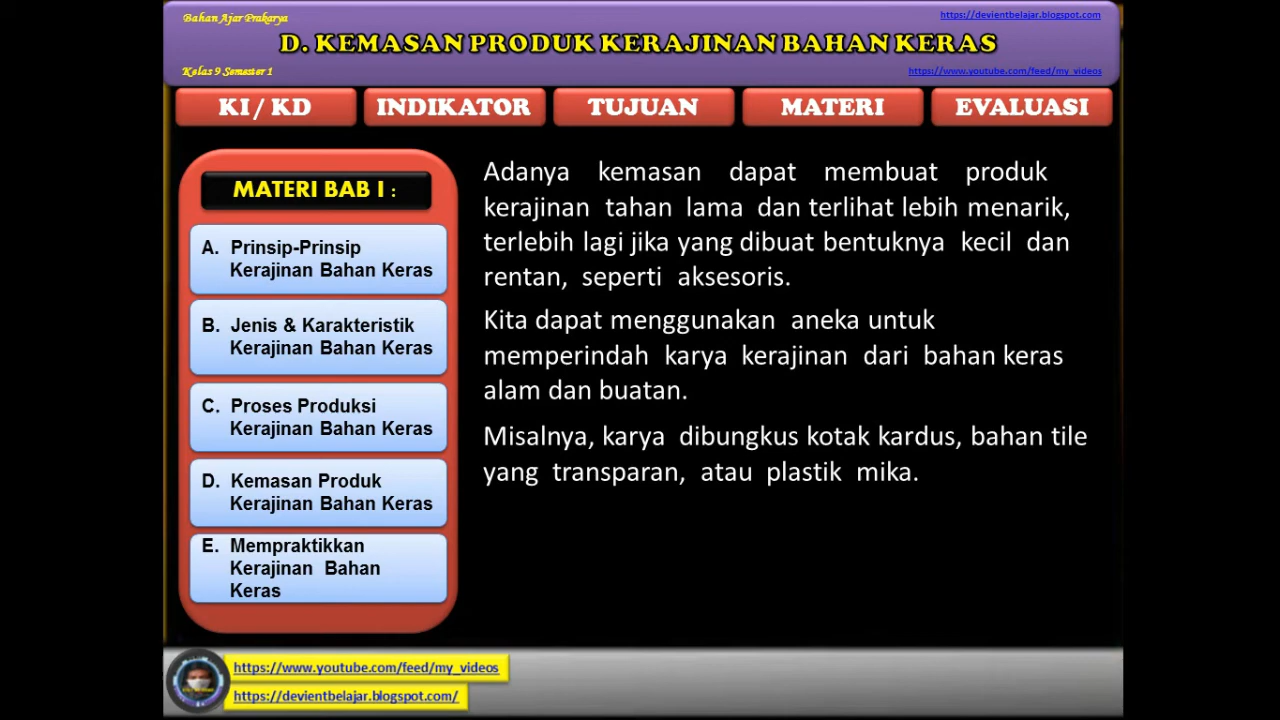 Bahan Ajar Prakarya
https://devientbelajar.blogspot.com
D. KEMASAN PRODUK KERAJINAN BAHAN KERAS
Kelas 9 Semester 1
https://www.youtube.com/feed/my_videos
KI / KD
INDIKATOR
TUJUAN
MATERI
EVALUASI
MATERI BAB I :
A. Prinsip-Prinsip
Kerajinan Bahan Keras
B. Jenis & Karakteristik
Kerajinan Bahan Keras
C. Proses Produksi
Kerajinan Bahan Keras
D. Kemasan Produk
Kerajinan Bahan Keras
E. Mempraktikkan
Kerajinan Bahan
Keras
Adanya kemasan dapat membuat produk
kerajinan tahan lama dan terlihat lebih menarik,
terlebih lagi jika yang dibuat bentuknya kecil dan
rentan, seperti aksesoris.
Kita dapat menggunakan aneka untuk
memperindah karya kerajinan dari bahan keras
alam dan buatan.
Misalnya, karya dibungkus kotak kardus, bahan tile
yang transparan, atau plastik mika.
https://www.youtube.com/feed/my_videos
https://devientbelajar.blogspot.com/